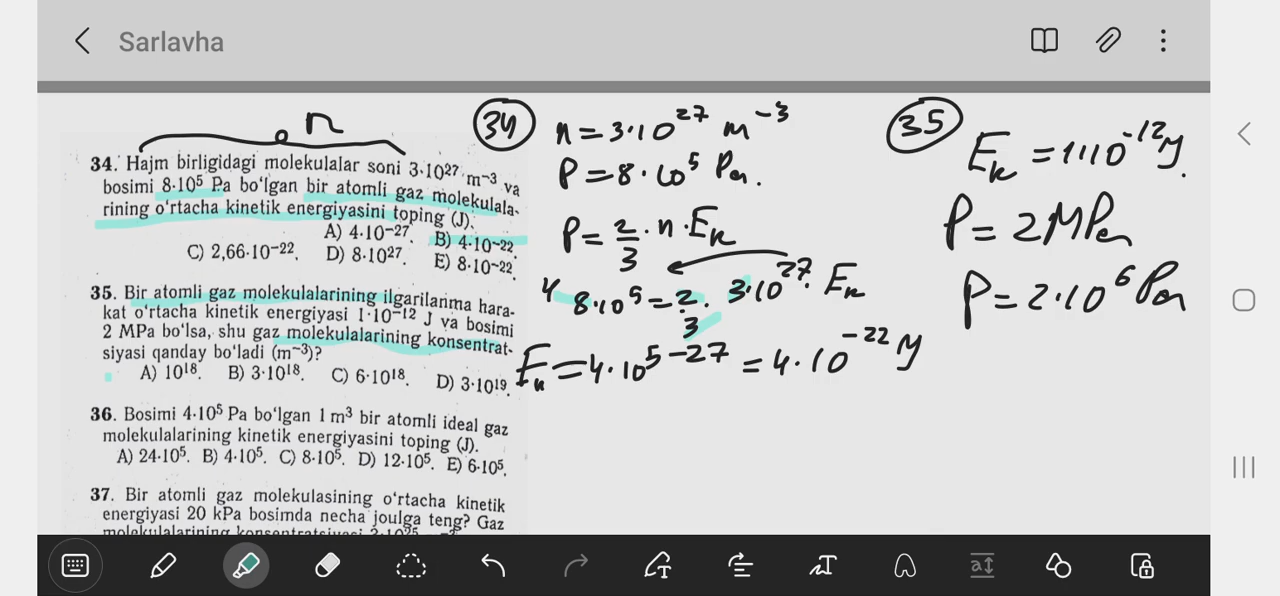 Sarlavha
n
34. Hajm birligidagi molekulalar soni 3·10²⁷ m⁻³ va
bosimi 8·10⁵ Pa bo‘lgan bir atomli gaz molekulala-
rining o‘rtacha kinetik energiyasini toping (J).
A) 4·10⁻²⁷. B) 4·10⁻²².
C) 2,66·10⁻²². D) 8·10²⁷. E) 8·10⁻²².
35. Bir atomli gaz molekulalarining ilgarilanma hara-
kat o‘rtacha kinetik energiyasi 1·10⁻¹² J va bosimi
2 MPa bo‘lsa, shu gaz molekulalarining konsentrat-
siyasi qanday bo‘ladi (m⁻³)?
A) 10¹⁸. B) 3·10¹⁸. C) 6·10¹⁸. D) 3·10¹⁹.
36. Bosimi 4·10⁵ Pa bo‘lgan 1 m³ bir atomli ideal gaz
molekulalarining kinetik energiyasini toping (J).
A) 24·10⁵. B) 4·10⁵. C) 8·10⁵. D) 12·10⁵. E) 6·10⁵.
37. Bir atomli gaz molekulasining o‘rtacha kinetik
energiyasi 20 kPa bosimda necha joulga teng? Gaz
molekulalarining
34
n = 3·10²⁷ m⁻³
P = 8·10⁵ Pa.
P = 2/3 · n · Eₖ
4 8·10⁵ = 2/3 · 3·10²⁷ · Eₖ
Eₖ = 4·10⁵⁻²⁷ = 4·10⁻²² J
35
Eₖ = 1·10⁻¹² J.
P = 2 MPa
P = 2·10⁶ Pa